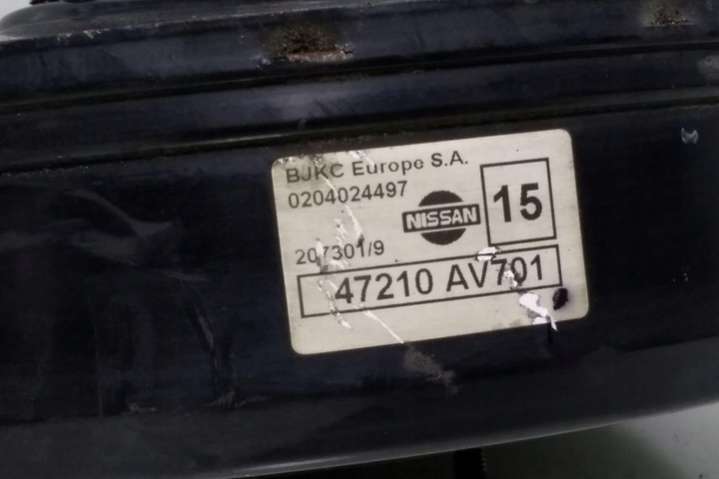 BJKC Europe S.A.
0204024497
NISSAN
15
207301/9
47210 AV701